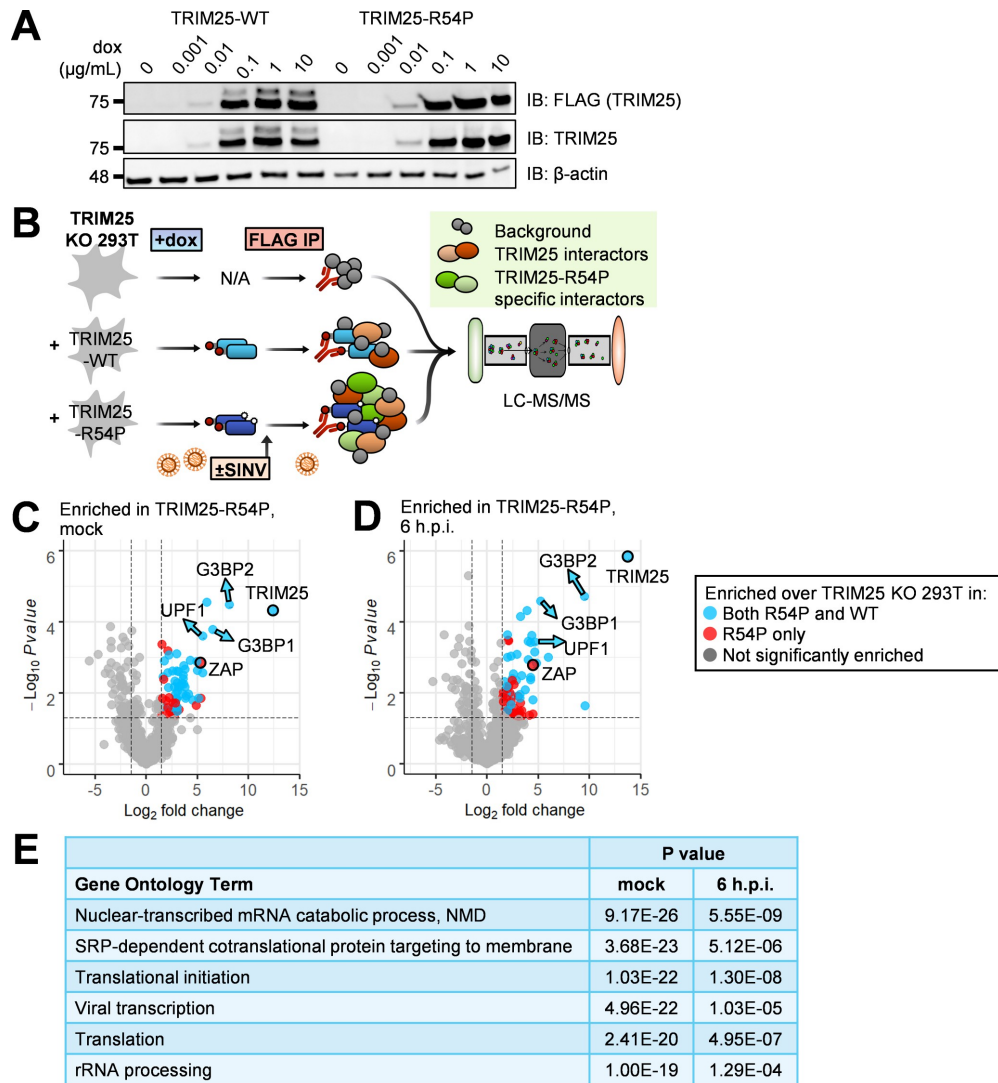 A
TRIM25-WT
TRIM25-R54P
dox
(µg/mL)
0 0.001 0.01 0.1 1 10 0 0.001 0.01 0.1 1 10
75
IB: FLAG (TRIM25)
75
IB: TRIM25
48
IB: β-actin
B
TRIM25
KO 293T
+dox
FLAG IP
N/A
+ TRIM25
-WT
+ TRIM25
-R54P
±SINV
Background
TRIM25 interactors
TRIM25-R54P
specific interactors
LC-MS/MS
C
Enriched in TRIM25-R54P,
mock
−Log10 P value
6
4
2
0
G3BP2
TRIM25
UPF1
G3BP1
ZAP
-5 0 5 10 15
Log2 fold change
D
Enriched in TRIM25-R54P,
6 h.p.i.
−Log10 P value
6
4
2
0
G3BP2
TRIM25
G3BP1
UPF1
ZAP
-5 0 5 10 15
Log2 fold change
Enriched over TRIM25 KO 293T in:
Both R54P and WT
R54P only
Not significantly enriched
E
P value
Gene Ontology Term mock 6 h.p.i.
Nuclear-transcribed mRNA catabolic process, NMD 9.17E-26 5.55E-09
SRP-dependent cotranslational protein targeting to membrane 3.68E-23 5.12E-06
Translational initiation 1.03E-22 1.30E-08
Viral transcription 4.96E-22 1.03E-05
Translation 2.41E-20 4.95E-07
rRNA processing 1.00E-19 1.29E-04